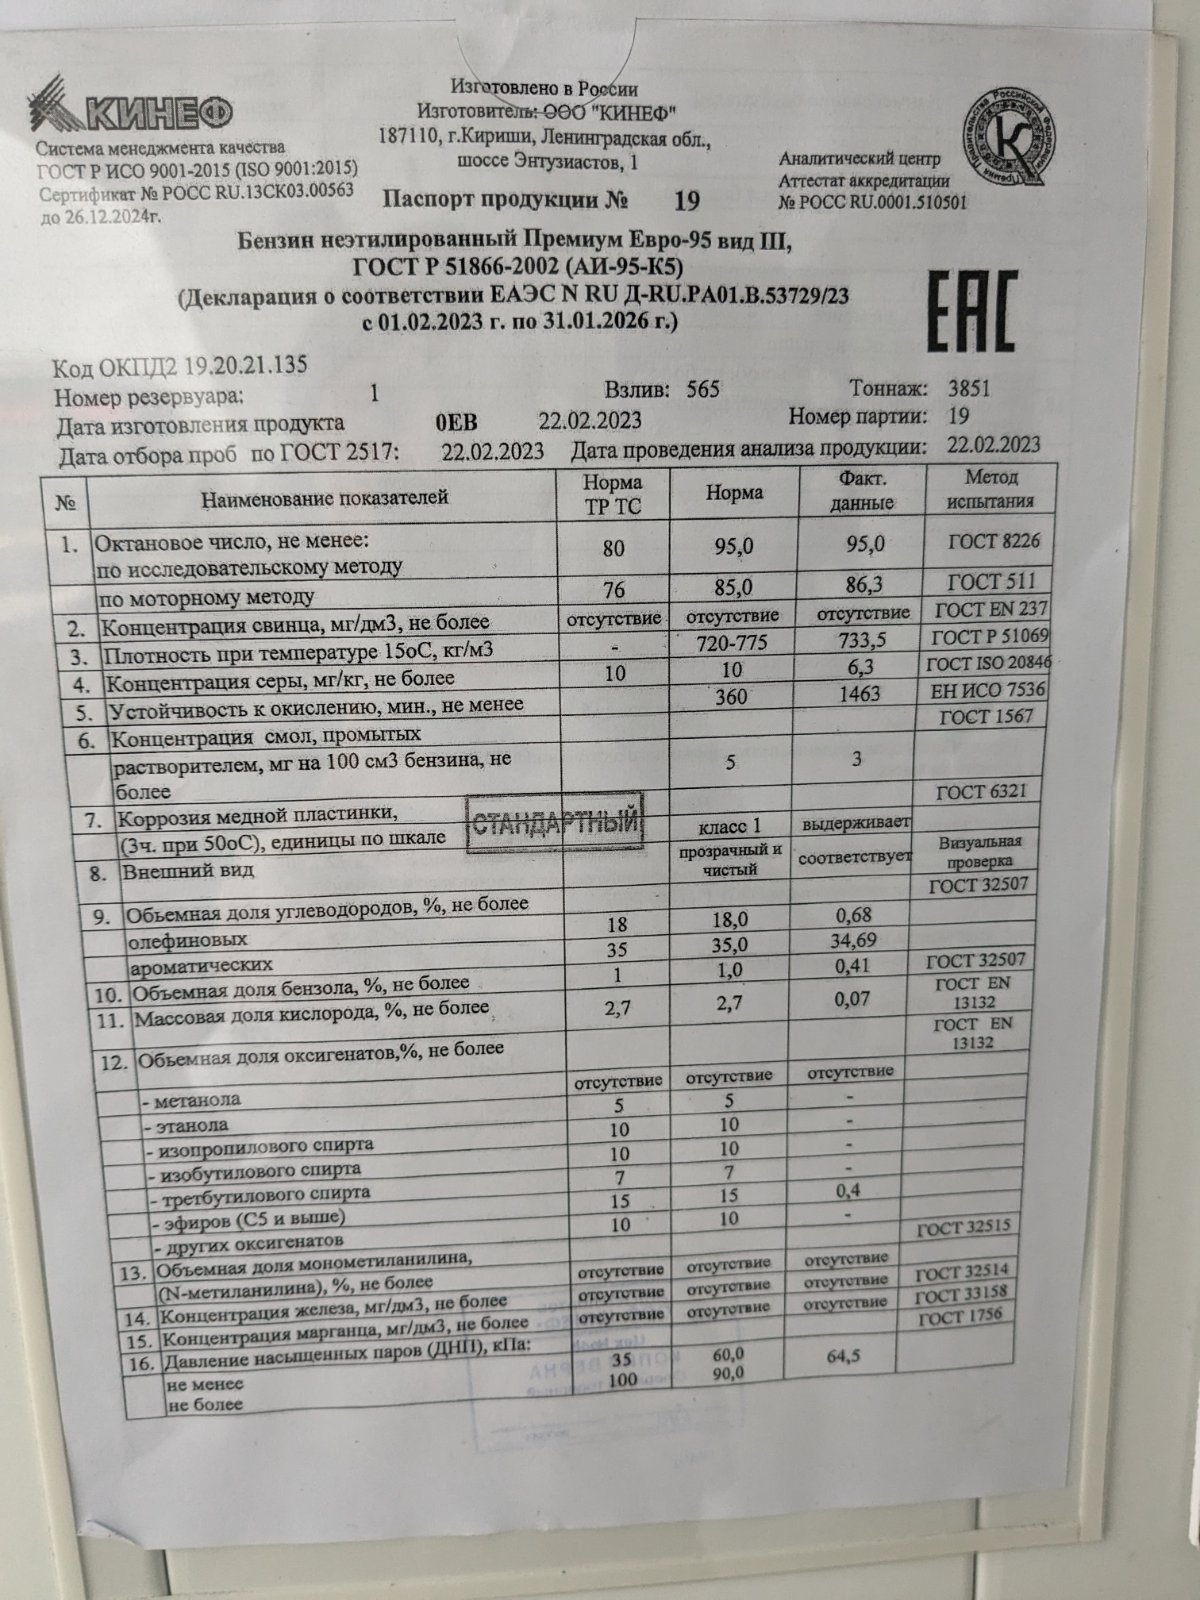 КИНЕФ
Система менеджмента качества
ГОСТ Р ИСО 9001-2015 (ISO 9001:2015)
Сертификат № РОСС RU.13СК03.00563
до 26.12.2024г.
Изготовлено в России
Изготовитель: ООО "КИНЕФ"
187110, г.Кириши, Ленинградская обл.,
шоссе Энтузиастов, 1
Паспорт продукции № 19
Аналитический центр
Аттестат аккредитации
№ РОСС RU.0001.510501
Бензин неэтилированный Премиум Евро-95 вид III,
ГОСТ Р 51866-2002 (АИ-95-К5)
(Декларация о соответствии ЕАЭС N RU Д-RU.РА01.В.53729/23
с 01.02.2023 г. по 31.01.2026 г.)
ЕАС
Код ОКПД2 19.20.21.135
Номер резервуара: 1 Взлив: 565 Тоннаж: 3851
Дата изготовления продукта 0ЕВ 22.02.2023 Номер партии: 19
Дата отбора проб по ГОСТ 2517: 22.02.2023 Дата проведения анализа продукции: 22.02.2023
№ Наименование показателей Норма ТР ТС Норма Факт. данные Метод испытания
1. Октановое число, не менее:
по исследовательскому методу 80 95,0 95,0 ГОСТ 8226
по моторному методу 76 85,0 86,3 ГОСТ 511
2. Концентрация свинца, мг/дм3, не более отсутствие отсутствие отсутствие ГОСТ EN 237
3. Плотность при температуре 15оС, кг/м3 - 720-775 733,5 ГОСТ Р 51069
4. Концентрация серы, мг/кг, не более 10 10 6,3 ГОСТ ISO 20846
5. Устойчивость к окислению, мин., не менее 360 1463 ЕН ИСО 7536
6. Концентрация смол, промытых ГОСТ 1567
растворителем, мг на 100 см3 бензина, не 5 3
более
7. Коррозия медной пластинки, ГОСТ 6321
(3ч. при 50оС), единицы по шкале класс 1 выдерживает
СТАНДАРТНЫЙ
8. Внешний вид прозрачный и чистый соответствует Визуальная проверка
9. Обьемная доля углеводородов, %, не более ГОСТ 32507
олефиновых 18 18,0 0,68
ароматических 35 35,0 34,69
10. Объемная доля бензола, %, не более 1 1,0 0,41 ГОСТ 32507
11. Массовая доля кислорода, %, не более 2,7 2,7 0,07 ГОСТ EN 13132
12. Обьемная доля оксигенатов,%, не более ГОСТ EN 13132
- метанола отсутствие отсутствие отсутствие
- этанола 5 5 -
- изопропилового спирта 10 10 -
- изобутилового спирта 10 10 -
- третбутилового спирта 7 7 -
- эфиров (С5 и выше) 15 15 0,4
- других оксигенатов 10 10 -
13. Объемная доля монометиланилина, ГОСТ 32515
(N-метиланилина), %, не более отсутствие отсутствие отсутствие
14. Концентрация железа, мг/дм3, не более отсутствие отсутствие отсутствие ГОСТ 32514
15. Концентрация марганца, мг/дм3, не более отсутствие отсутствие отсутствие ГОСТ 33158
16. Давление насыщенных паров (ДНП), кПа: ГОСТ 1756
не менее 35 60,0 64,5
не более 100 90,0